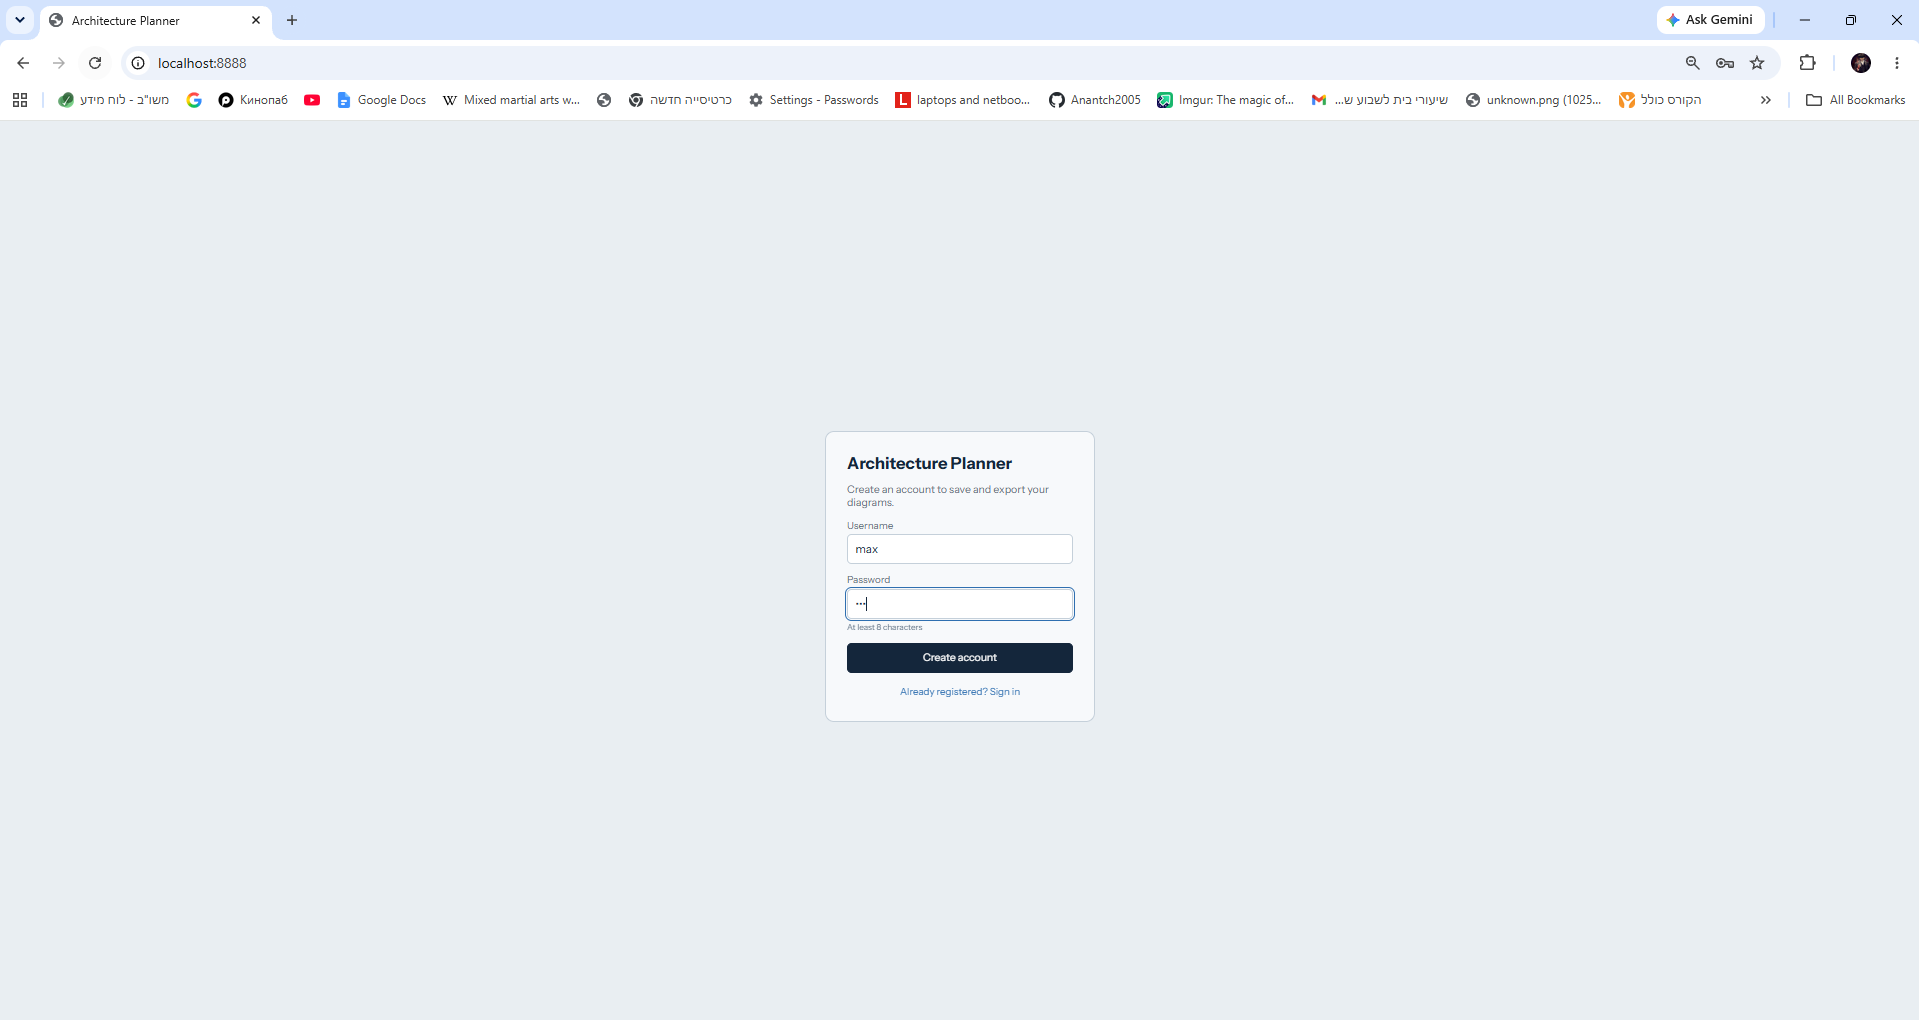 Architecture Planner
Ask Gemini
localhost:8888
משו"ב - לוח מידע
Кинопаб
Google Docs
W Mixed martial arts w...
כרטיסייה חדשה
Settings - Passwords
L laptops and netboo...
Anantch2005
Imgur: The magic of...
שיעורי בית לשבוע ש...
unknown.png (1025...
הקורס כולל
All Bookmarks
Architecture Planner
Create an account to save and export your
diagrams.
Username
max
Password
At least 8 characters
Create account
Already registered? Sign in